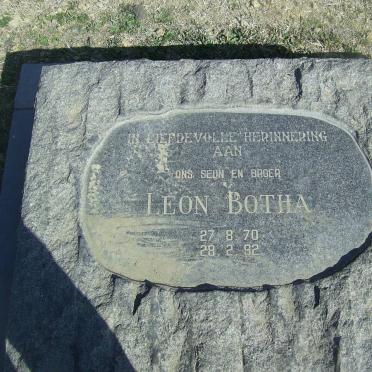 IN LIEFDEVOLLE HERINNERING
AAN
ONS SEUN EN BROER
LEON BOTHA
27·8·70
28·2·92